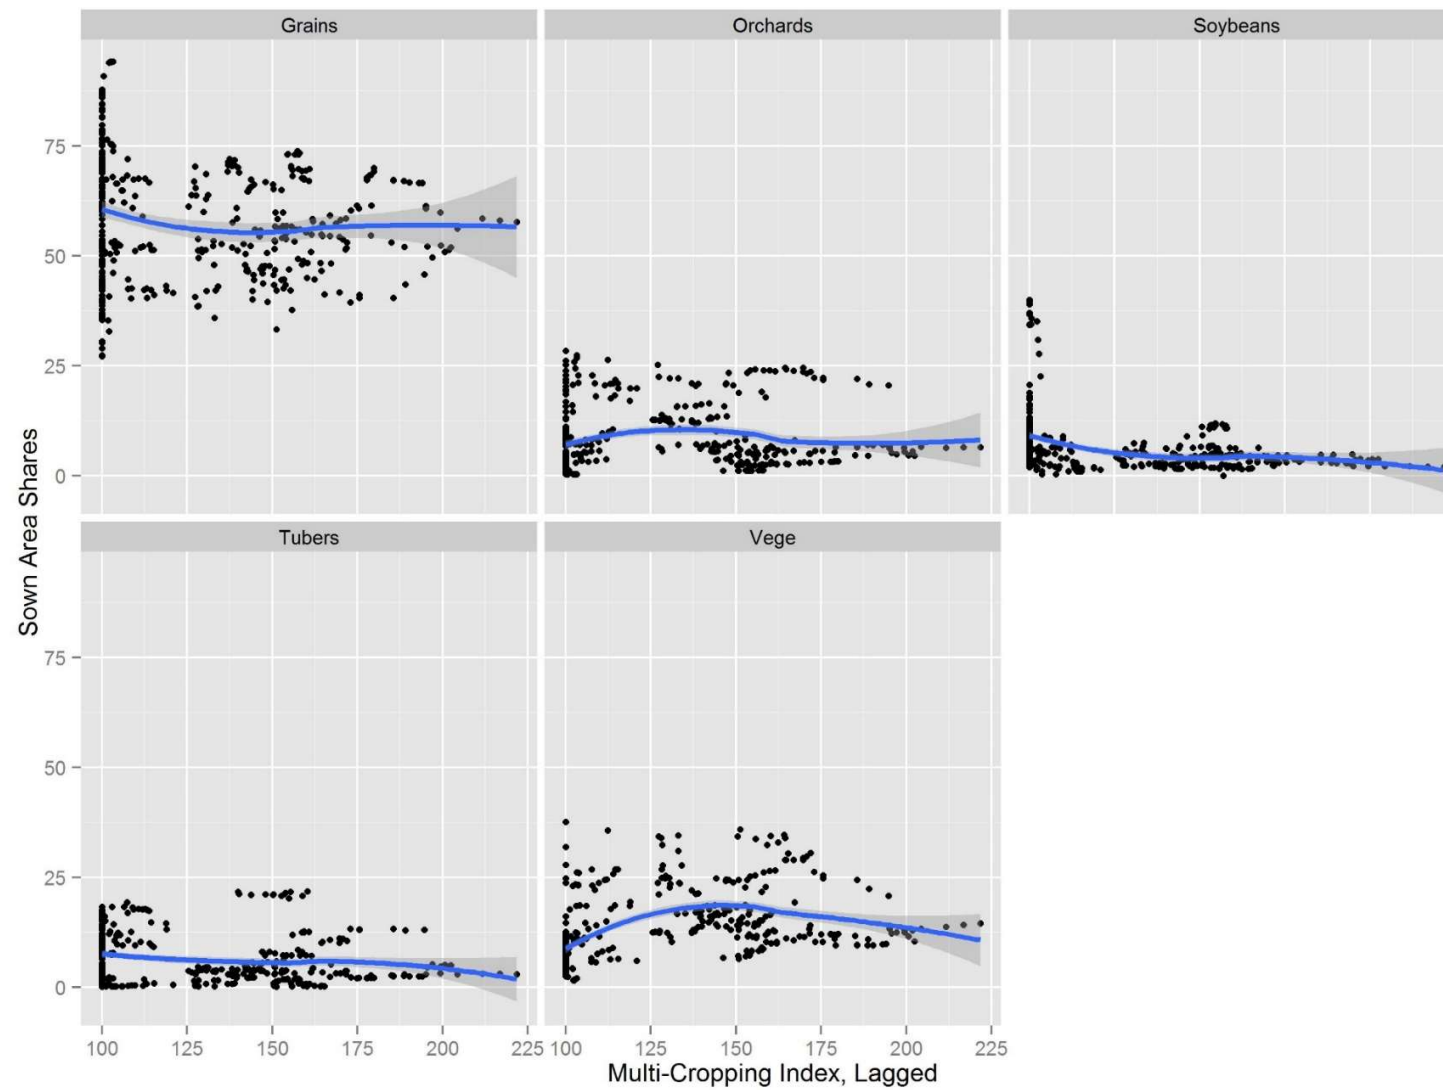 Grains
Orchards
Soybeans
75
50
25
0
Sown Area Shares
Tubers
Vege
75
50
25
0
100 125 150 175 200 225 100 125 150 175 200 225
Multi-Cropping Index, Lagged